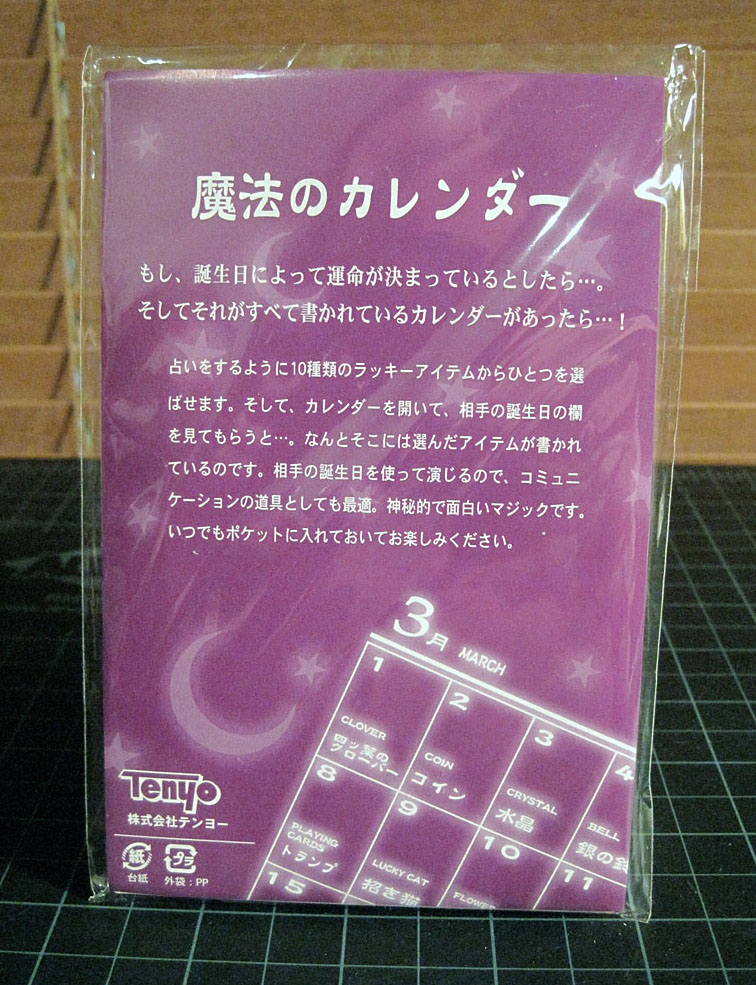 魔法のカレンダー
もし、誕生日によって運命が決まっているとしたら…。
そしてそれがすべて書かれているカレンダーがあったら…！
占いをするように10種類のラッキーアイテムからひとつを選
ばせます。そして、カレンダーを開いて、相手の誕生日の欄
を見てもらうと…。なんとそこには選んだアイテムが書かれ
ているのです。相手の誕生日を使って演じるので、コミュニ
ケーションの道具としても最適。神秘的で面白いマジックです。
いつでもポケットに入れておいてお楽しみください。
3月 MARCH
1
CLOVER
四ッ葉の
クローバー
2
COIN
コイン
3
CRYSTAL
水晶
4
BELL
銀の鈴
8
PLAYING
CARDS
トランプ
9
LUCKY CAT
招き猫
10
FLOWER
11
15
Tenyo
株式会社テンヨー
紙
台紙
プラ
外袋：PP